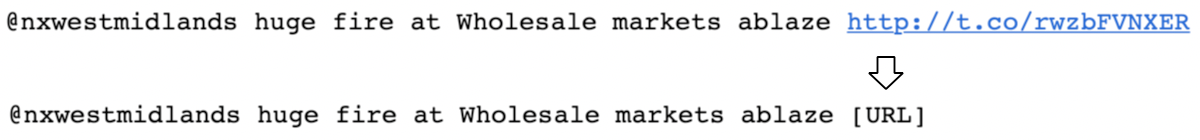 @nxwestmidlands huge fire at Wholesale markets ablaze http://t.co/rwzbFVNXER
@nxwestmidlands huge fire at Wholesale markets ablaze [URL]